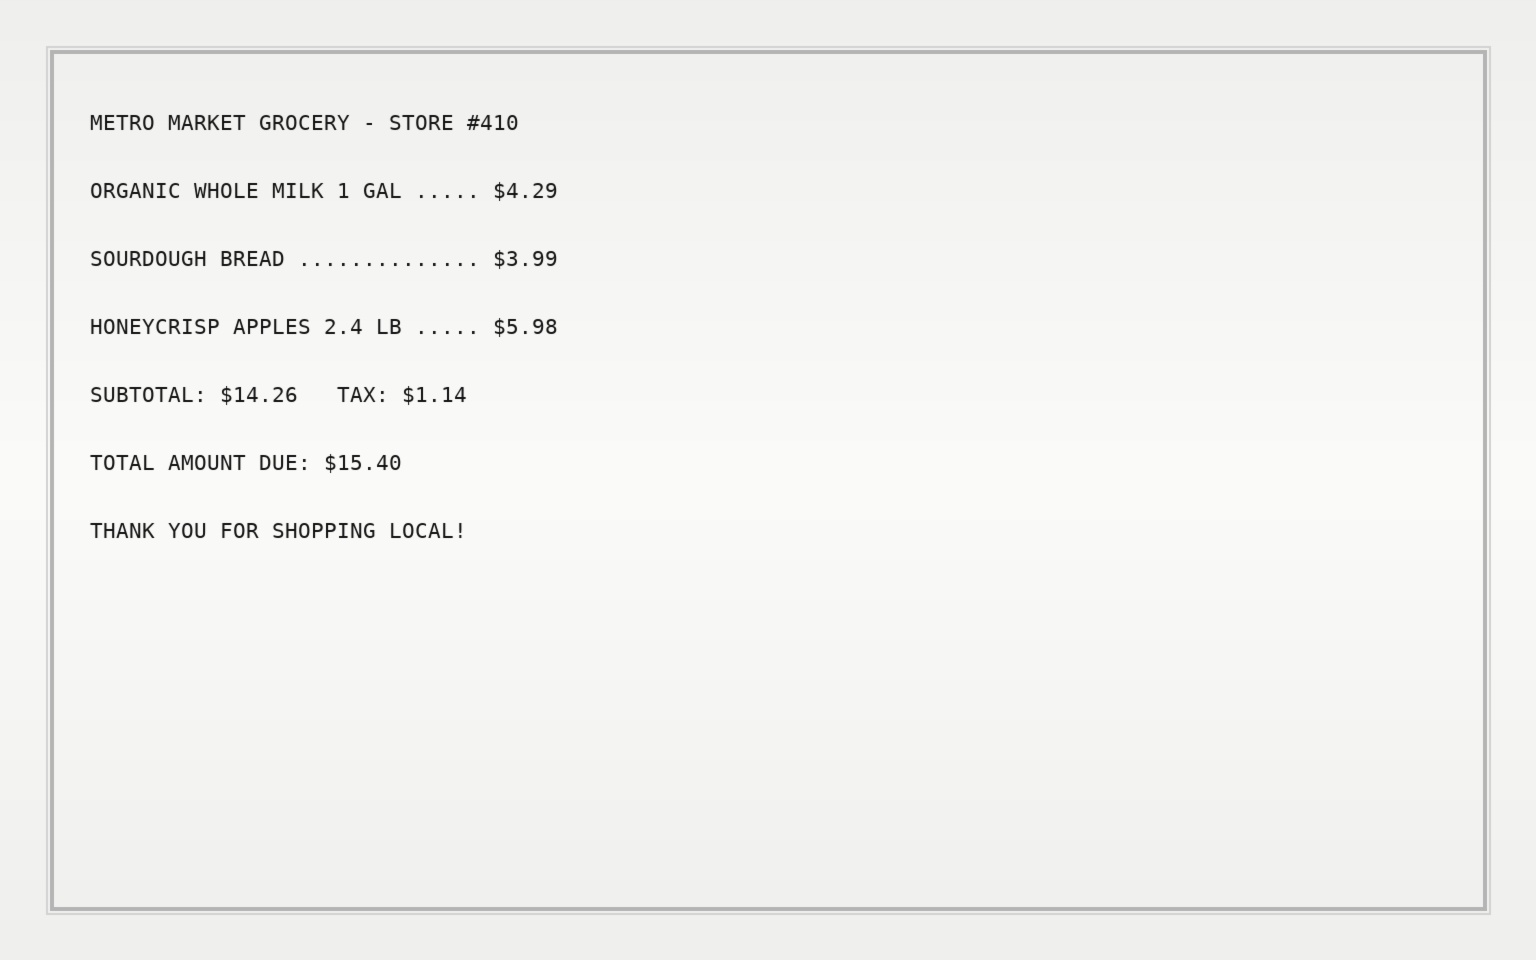 METRO MARKET GROCERY - STORE #410
ORGANIC WHOLE MILK 1 GAL ..... $4.29
SOURDOUGH BREAD .............. $3.99
HONEYCRISP APPLES 2.4 LB ..... $5.98
SUBTOTAL: $14.26   TAX: $1.14
TOTAL AMOUNT DUE: $15.40
THANK YOU FOR SHOPPING LOCAL!